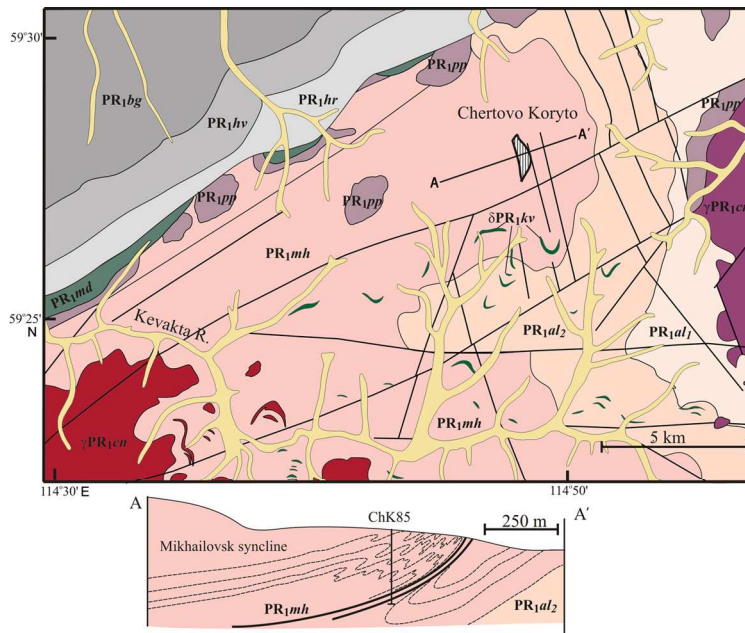 59°30'
PR₁bg
PR₁hv
PR₁hr
PR₁pp
PR₁pp
Chertovo Koryto
A
A'
PR₁pp
PR₁pp
γPR₁cn
δPR₁kv
PR₁mh
PR₁md
59°25'
N
Kevakta R.
PR₁al₂
PR₁al₁
γPR₁cn
PR₁mh
5 km
114°30' E
114°50'
A
ChK85
250 m
A'
Mikhailovsk syncline
PR₁mh
PR₁al₂